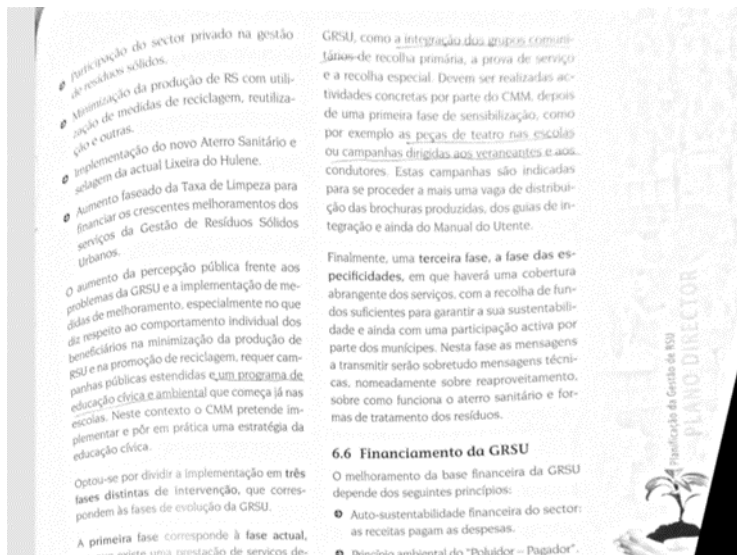 Participação do sector privado na gestão
de resíduos sólidos.
Minimização da produção de RS com utili-
zação de medidas de reciclagem, reutiliza-
ção e outras.
Implementação do novo Aterro Sanitário e
selagem da actual Lixeira do Hulene.
Aumento faseado da Taxa de Limpeza para
financiar os crescentes melhoramentos dos
serviços da Gestão de Resíduos Sólidos
Urbanos.
O aumento da percepção pública frente aos
problemas da GRSU e a implementação de me-
didas de melhoramento, especialmente no que
diz respeito ao comportamento individual dos
beneficiários na minimização da produção de
RSU e na promoção de reciclagem, requer cam-
panhas públicas estendidas e um programa de
educação cívica e ambiental que começa já nas
escolas. Neste contexto o CMM pretende im-
plementar e pôr em prática uma estratégia da
educação cívica.
Optou-se por dividir a implementação em três
fases distintas de intervenção, que corres-
pondem às fases de evolução da GRSU.
A primeira fase corresponde à fase actual,
existe uma prestação de serviços de-
GRSU, como a integração dos grupos comuni-
tários de recolha primária, a prova de serviço
e a recolha especial. Devem ser realizadas ac-
tividades concretas por parte do CMM, depois
de uma primeira fase de sensibilização, como
por exemplo as peças de teatro nas escolas
ou campanhas dirigidas aos veraneantes e aos
condutores. Estas campanhas são indicadas
para se proceder a mais uma vaga de distribui-
ção das brochuras produzidas, dos guias de in-
tegração e ainda do Manual do Utente.
Finalmente, uma terceira fase, a fase das es-
pecificidades, em que haverá uma cobertura
abrangente dos serviços, com a recolha de fun-
dos suficientes para garantir a sua sustentabili-
dade e ainda com uma participação activa por
parte dos munícipes. Nesta fase as mensagens
a transmitir serão sobretudo mensagens técni-
cas, nomeadamente sobre reaproveitamento,
sobre como funciona o aterro sanitário e for-
mas de tratamento dos resíduos.
6.6 Financiamento da GRSU
O melhoramento da base financeira da GRSU
depende dos seguintes princípios:
Auto-sustentabilidade financeira do sector:
as receitas pagam as despesas.
Princípio ambiental do "Poluidor – Pagador",
Planificação da Gestão de RSU
PLANO DIRECTOR